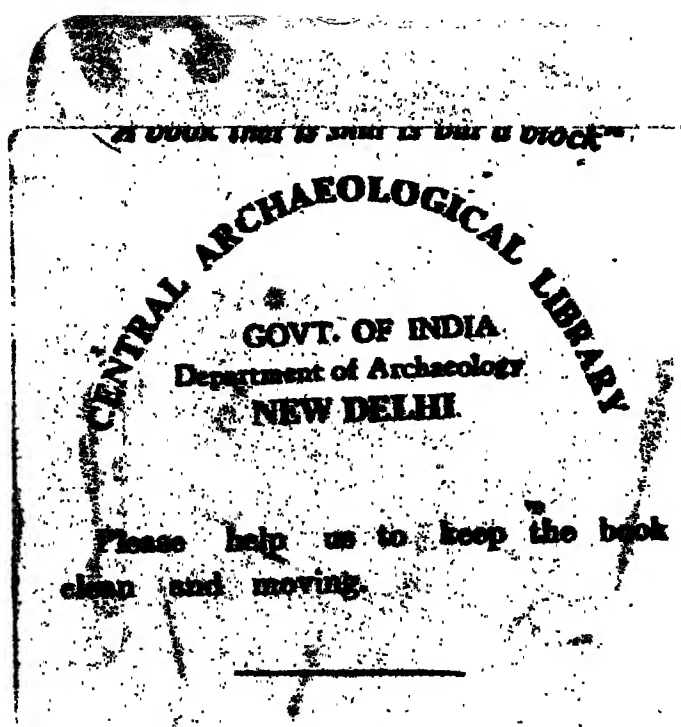 "A book that is shut is but a block"
CENTRAL ARCHAEOLOGICAL LIBRARY
GOVT. OF INDIA
Department of Archaeology
NEW DELHI.
Please help us to keep the book
clean and moving.